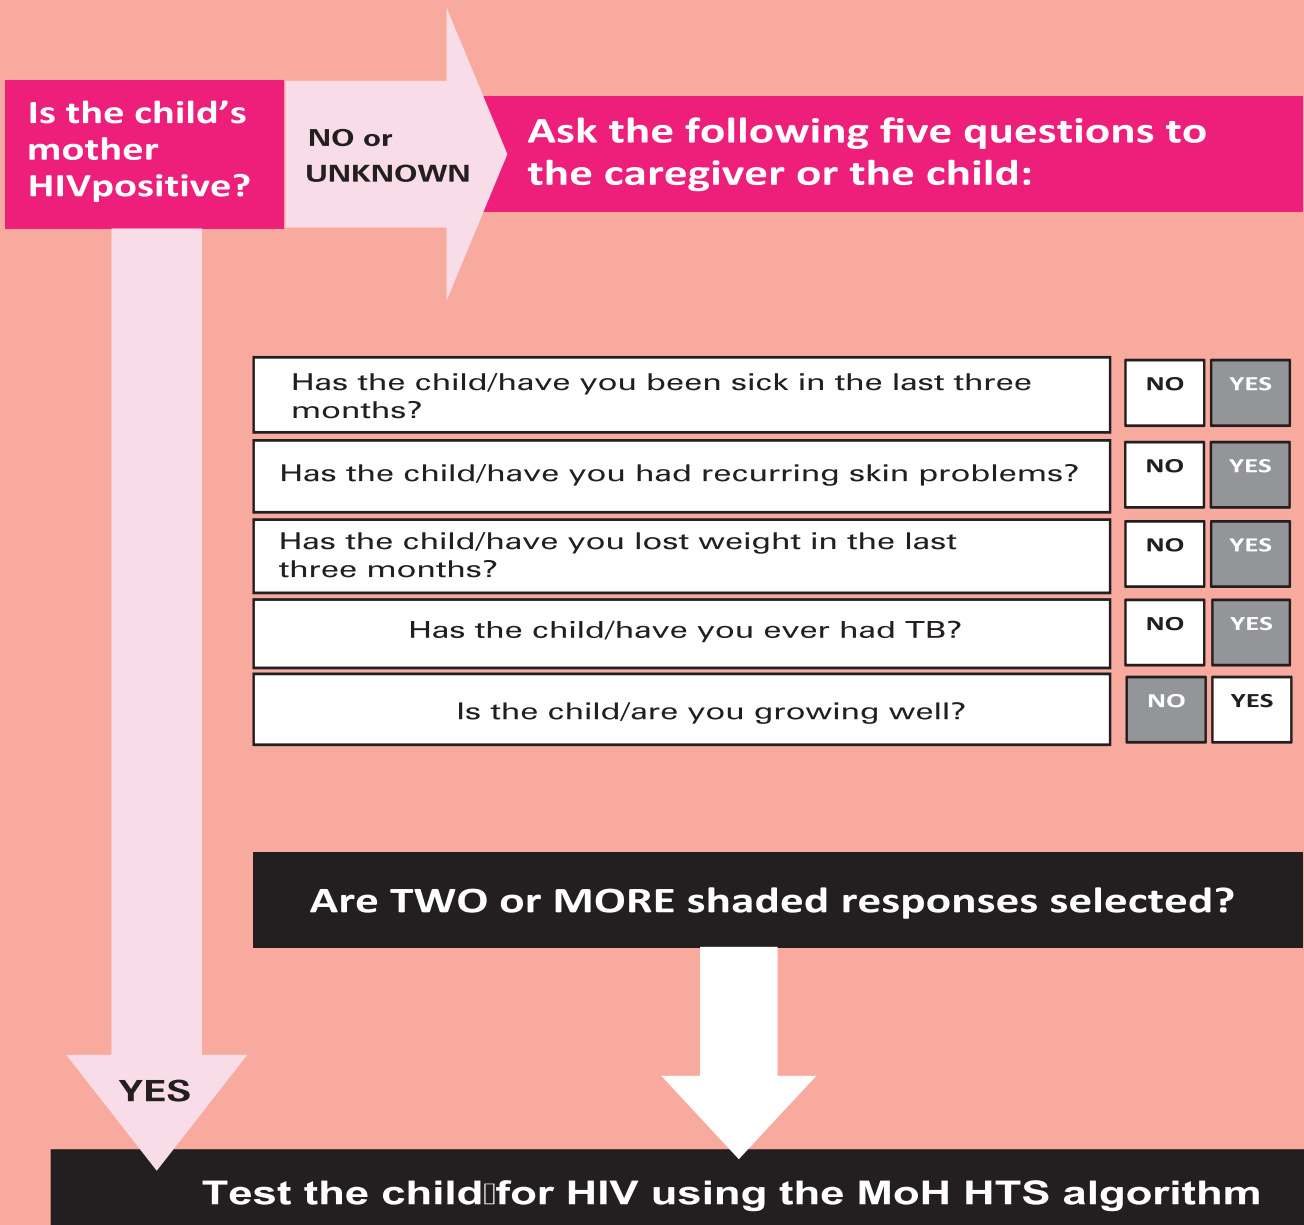 Is the child’s
mother
HIVpositive?
NO or
UNKNOWN
Ask the following five questions to
the caregiver or the child:
Has the child/have you been sick in the last three
months?
NO YES
Has the child/have you had recurring skin problems?
NO YES
Has the child/have you lost weight in the last
three months?
NO YES
Has the child/have you ever had TB?
NO YES
Is the child/are you growing well?
NO YES
Are TWO or MORE shaded responses selected?
YES
Test the child▯for HIV using the MoH HTS algorithm